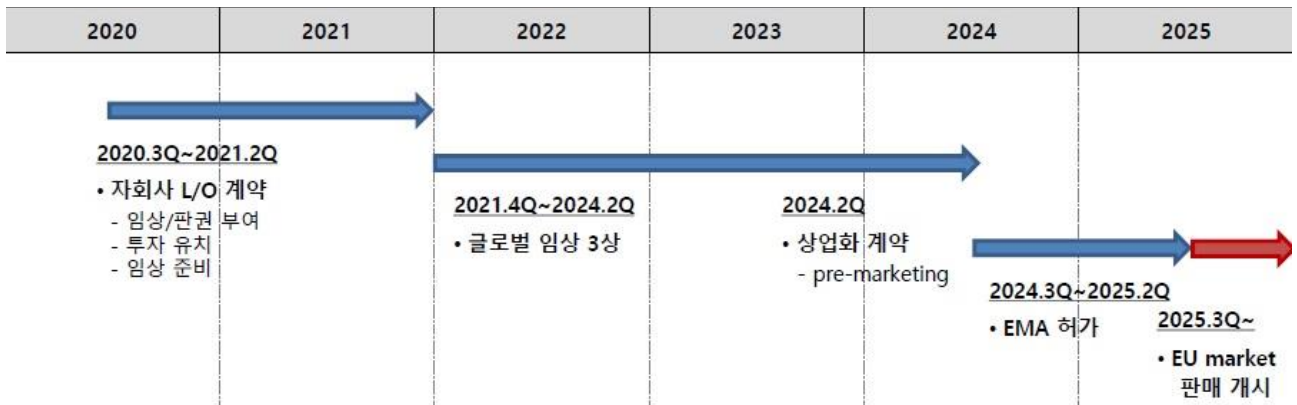 2020 2021 2022 2023 2024 2025
2020.3Q~2021.2Q
• 자회사 L/O 계약
- 임상/판권 부여
- 투자 유치
- 임상 준비
2021.4Q~2024.2Q
• 글로벌 임상 3상
2024.2Q
• 상업화 계약
- pre-marketing
2024.3Q~2025.2Q
• EMA 허가
2025.3Q~
• EU market
판매 개시